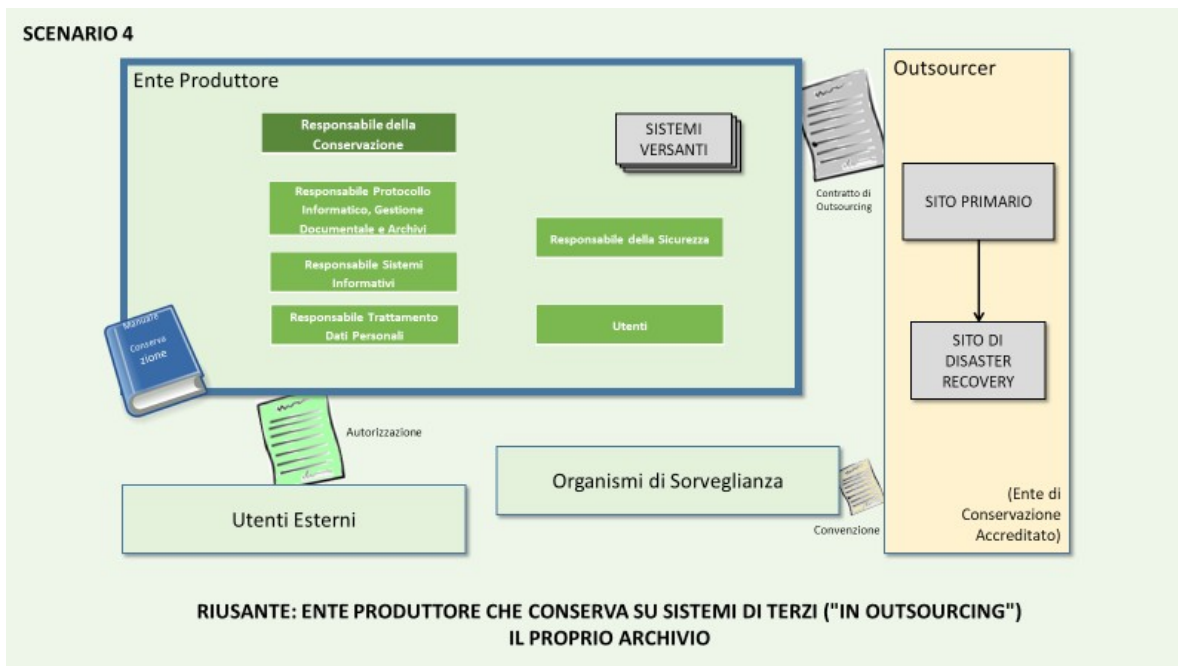 SCENARIO 4
Ente Produttore
Outsourcer
Responsabile della
Conservazione
SISTEMI
VERSANTI
Responsabile Protocollo
Informatico, Gestione
Documentale e Archivi
Contratto di
Outsourcing
SITO PRIMARIO
Responsabile della Sicurezza
Responsabile Sistemi
Informativi
Responsabile Trattamento
Dati Personali
Utenti
Manuale
Conserva
zione
SITO DI
DISASTER
RECOVERY
Autorizzazione
Organismi di Sorveglianza
Utenti Esterni
Convenzione
(Ente di
Conservazione
Accreditato)
RIUSANTE: ENTE PRODUTTORE CHE CONSERVA SU SISTEMI DI TERZI ("IN OUTSOURCING")
IL PROPRIO ARCHIVIO